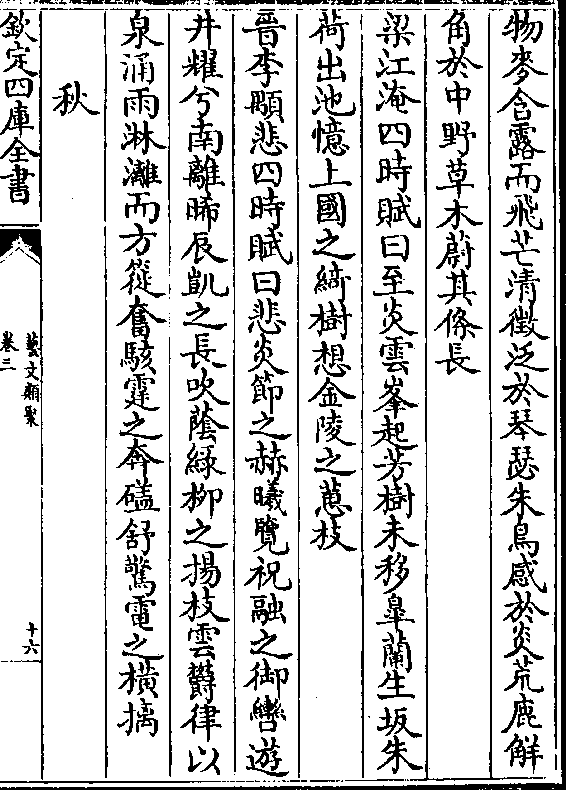 物麥含露而飛芒清徵泛於琴瑟朱鳥感於炎荒鹿解
角於中野草木蔚其條長
梁江淹四時賦曰至炎雲峯起芳樹未移皐蘭生坂朱
荷出池憶上國之綺樹想金陵之蕙枝
晉李顒悲四時賦曰悲炎節之赫曦覽祝融之御轡遊
井耀兮南離晞辰凱之長吹蔭綠柳之揚枝雲欝律以
泉涌雨淋灕而方筵奮駭霆之奔礚舒驚電之橫摛
秋
欽定四庫全書
藝文類聚
卷三
十六